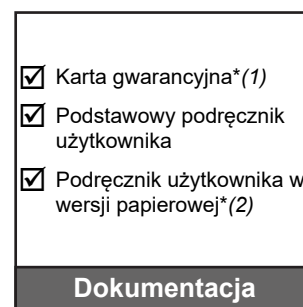 Karta gwarancyjna*(1)
Podstawowy podręcznik
użytkownika
Podręcznik użytkownika w
wersji papierowej*(2)
Dokumentacja